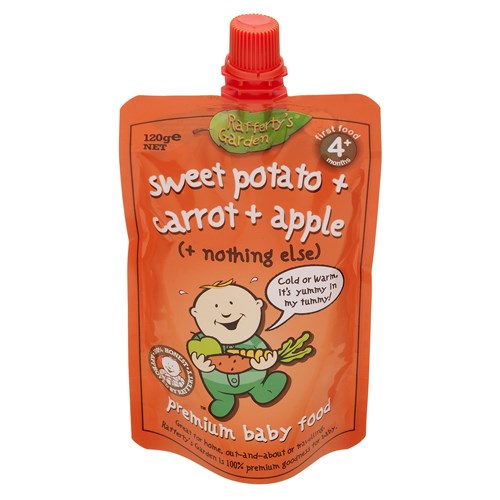 Rafferty's
Garden
120g℮
NET
first food
4+
months
sweet potato +
carrot + apple
(+ nothing else)
Cold or warm,
it's yummy in
my tummy!
TM
premium baby food
Great for home, out-and-about or traveling.
Rafferty's Garden is 100% premium goodness for baby.